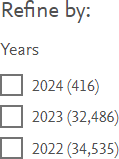 Refine by:
Years
2024 (416)
2023 (32,486)
2022 (34,535)